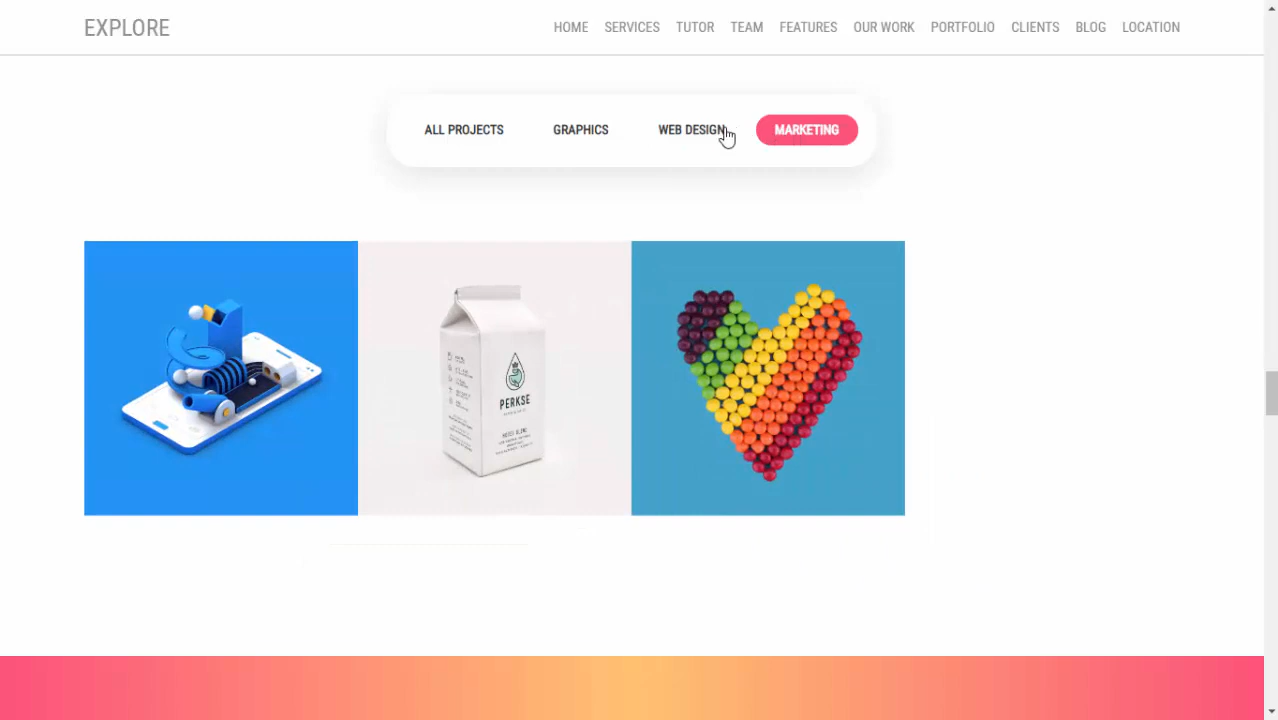 EXPLORE
HOME SERVICES TUTOR TEAM FEATURES OUR WORK PORTFOLIO CLIENTS BLOG LOCATION
ALL PROJECTS GRAPHICS WEB DESIGN MARKETING
PERKSE